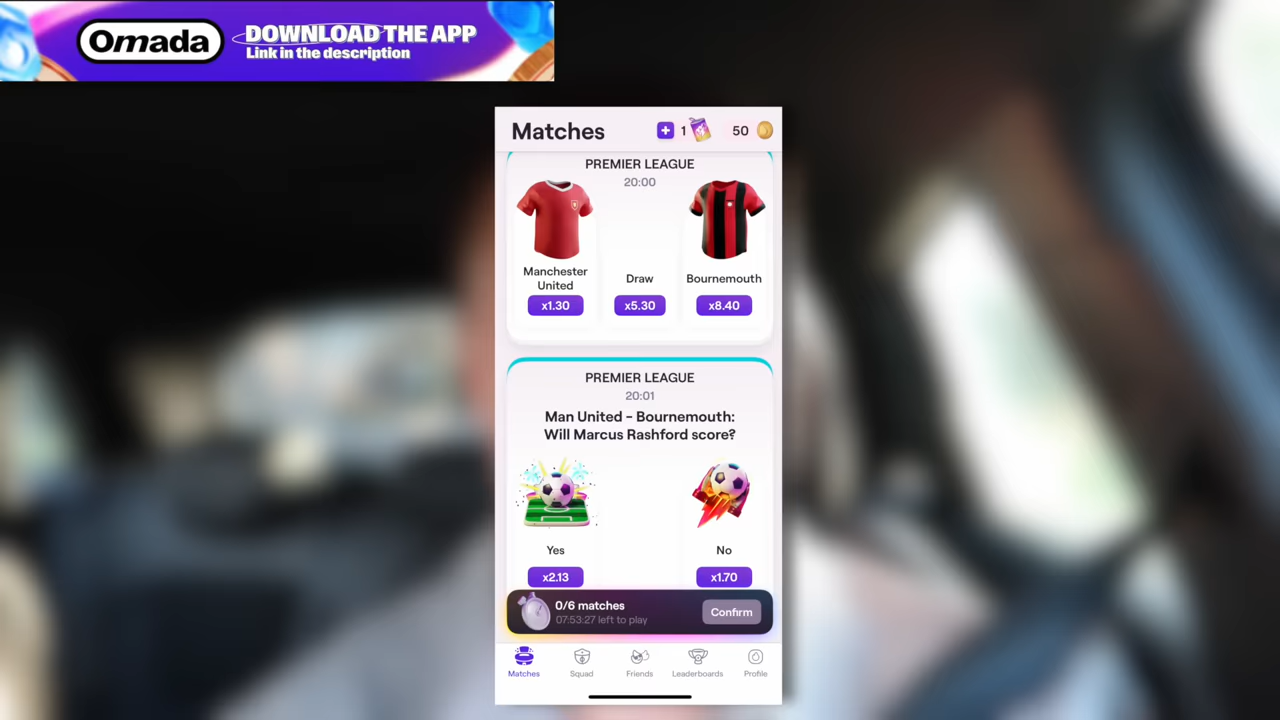 Omada
DOWNLOAD THE APP
Link in the description
Matches
1
50
PREMIER LEAGUE
20:00
Manchester
United
Draw
Bournemouth
x1.30
x5.30
x8.40
PREMIER LEAGUE
20:01
Man United - Bournemouth:
Will Marcus Rashford score?
Yes
No
x2.13
x1.70
0/6 matches
07:53:27 left to play
Confirm
Matches
Squad
Friends
Leaderboards
Profile